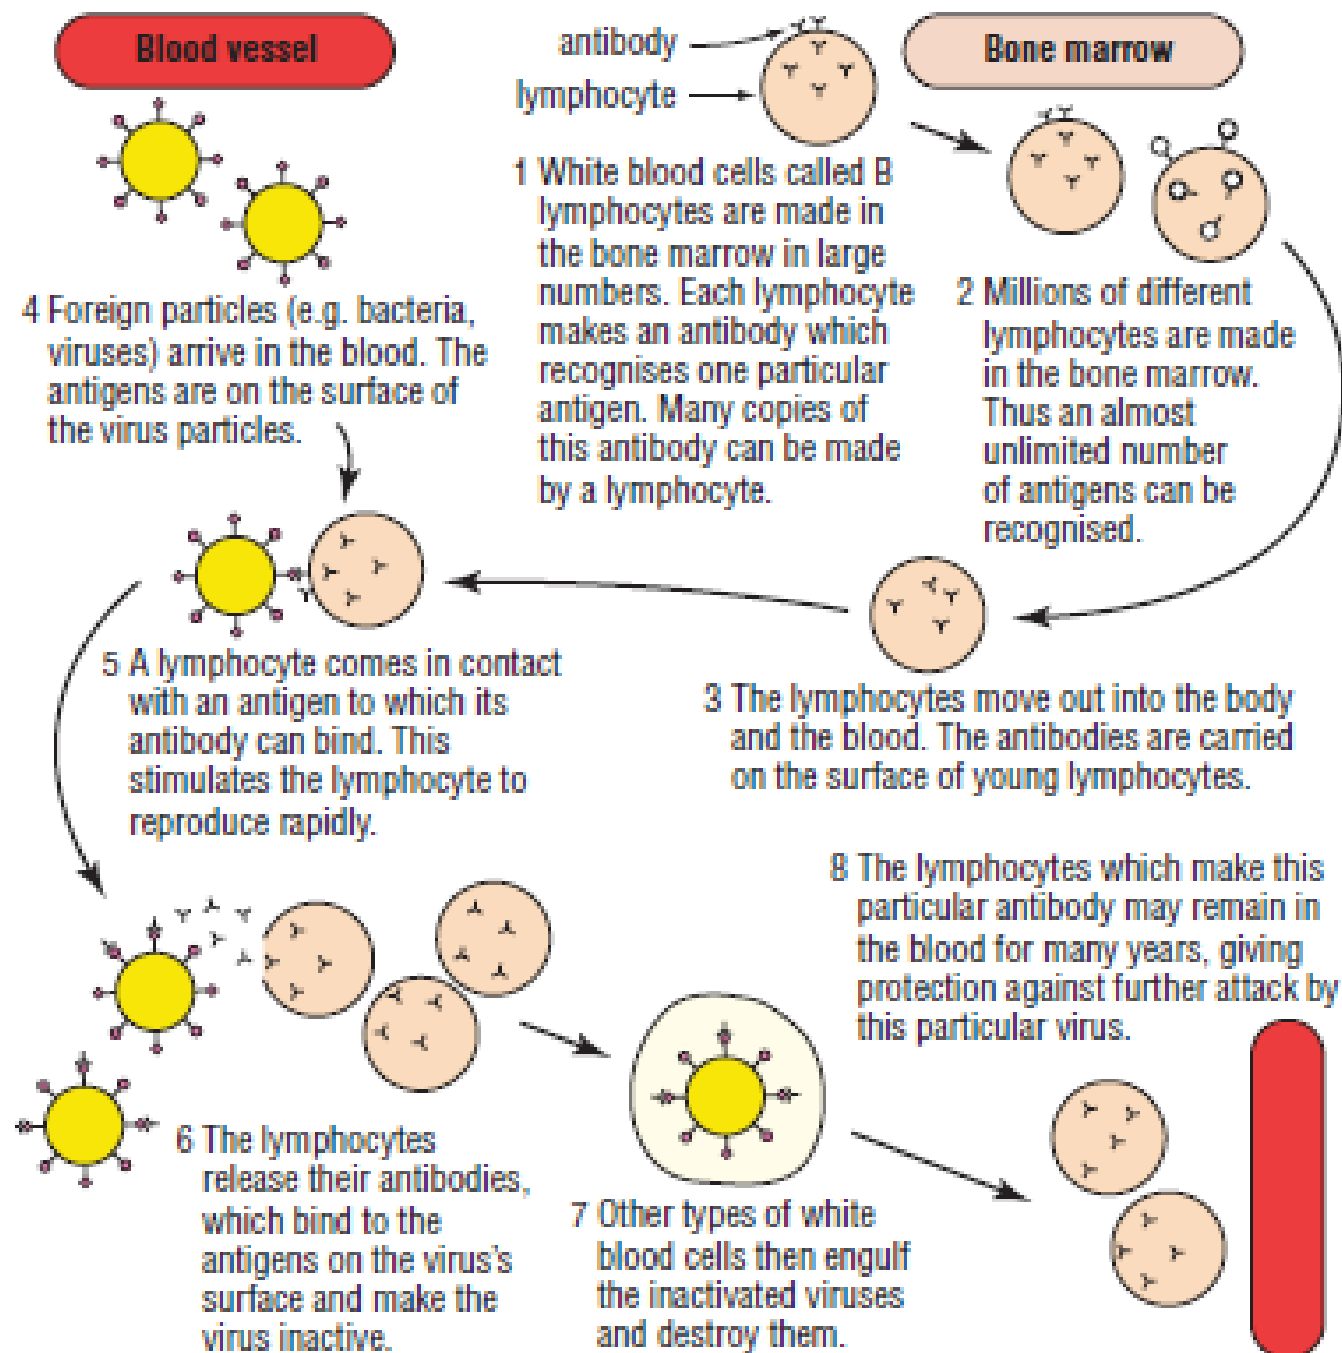 Blood vessel
antibody
lymphocyte
Bone marrow
1 White blood cells called B
lymphocytes are made in
the bone marrow in large
numbers. Each lymphocyte
makes an antibody which
recognises one particular
antigen. Many copies of
this antibody can be made
by a lymphocyte.
2 Millions of different
lymphocytes are made
in the bone marrow.
Thus an almost
unlimited number
of antigens can be
recognised.
4 Foreign particles (e.g. bacteria,
viruses) arrive in the blood. The
antigens are on the surface of
the virus particles.
5 A lymphocyte comes in contact
with an antigen to which its
antibody can bind. This
stimulates the lymphocyte to
reproduce rapidly.
3 The lymphocytes move out into the body
and the blood. The antibodies are carried
on the surface of young lymphocytes.
8 The lymphocytes which make this
particular antibody may remain in
the blood for many years, giving
protection against further attack by
this particular virus.
6 The lymphocytes
release their antibodies,
which bind to the
antigens on the virus's
surface and make the
virus inactive.
7 Other types of white
blood cells then engulf
the inactivated viruses
and destroy them.